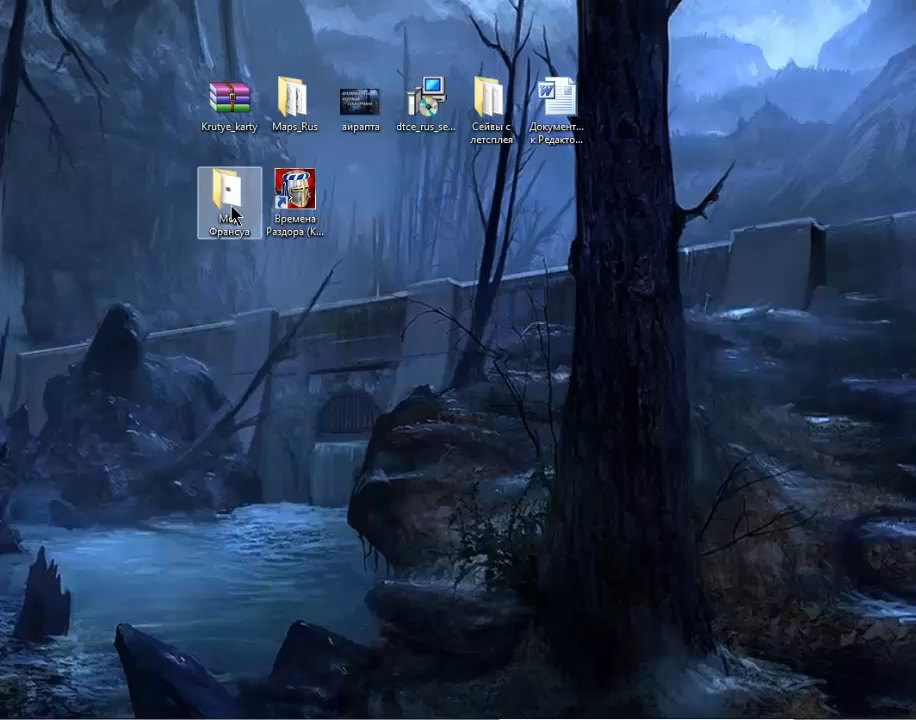 Krutye_karty
Maps_Rus
аирапта
dtce_rus_se...
Сейвы с
летсплея
Документ...
к Редакто...
Франсуа
Времена
Раздора (К...